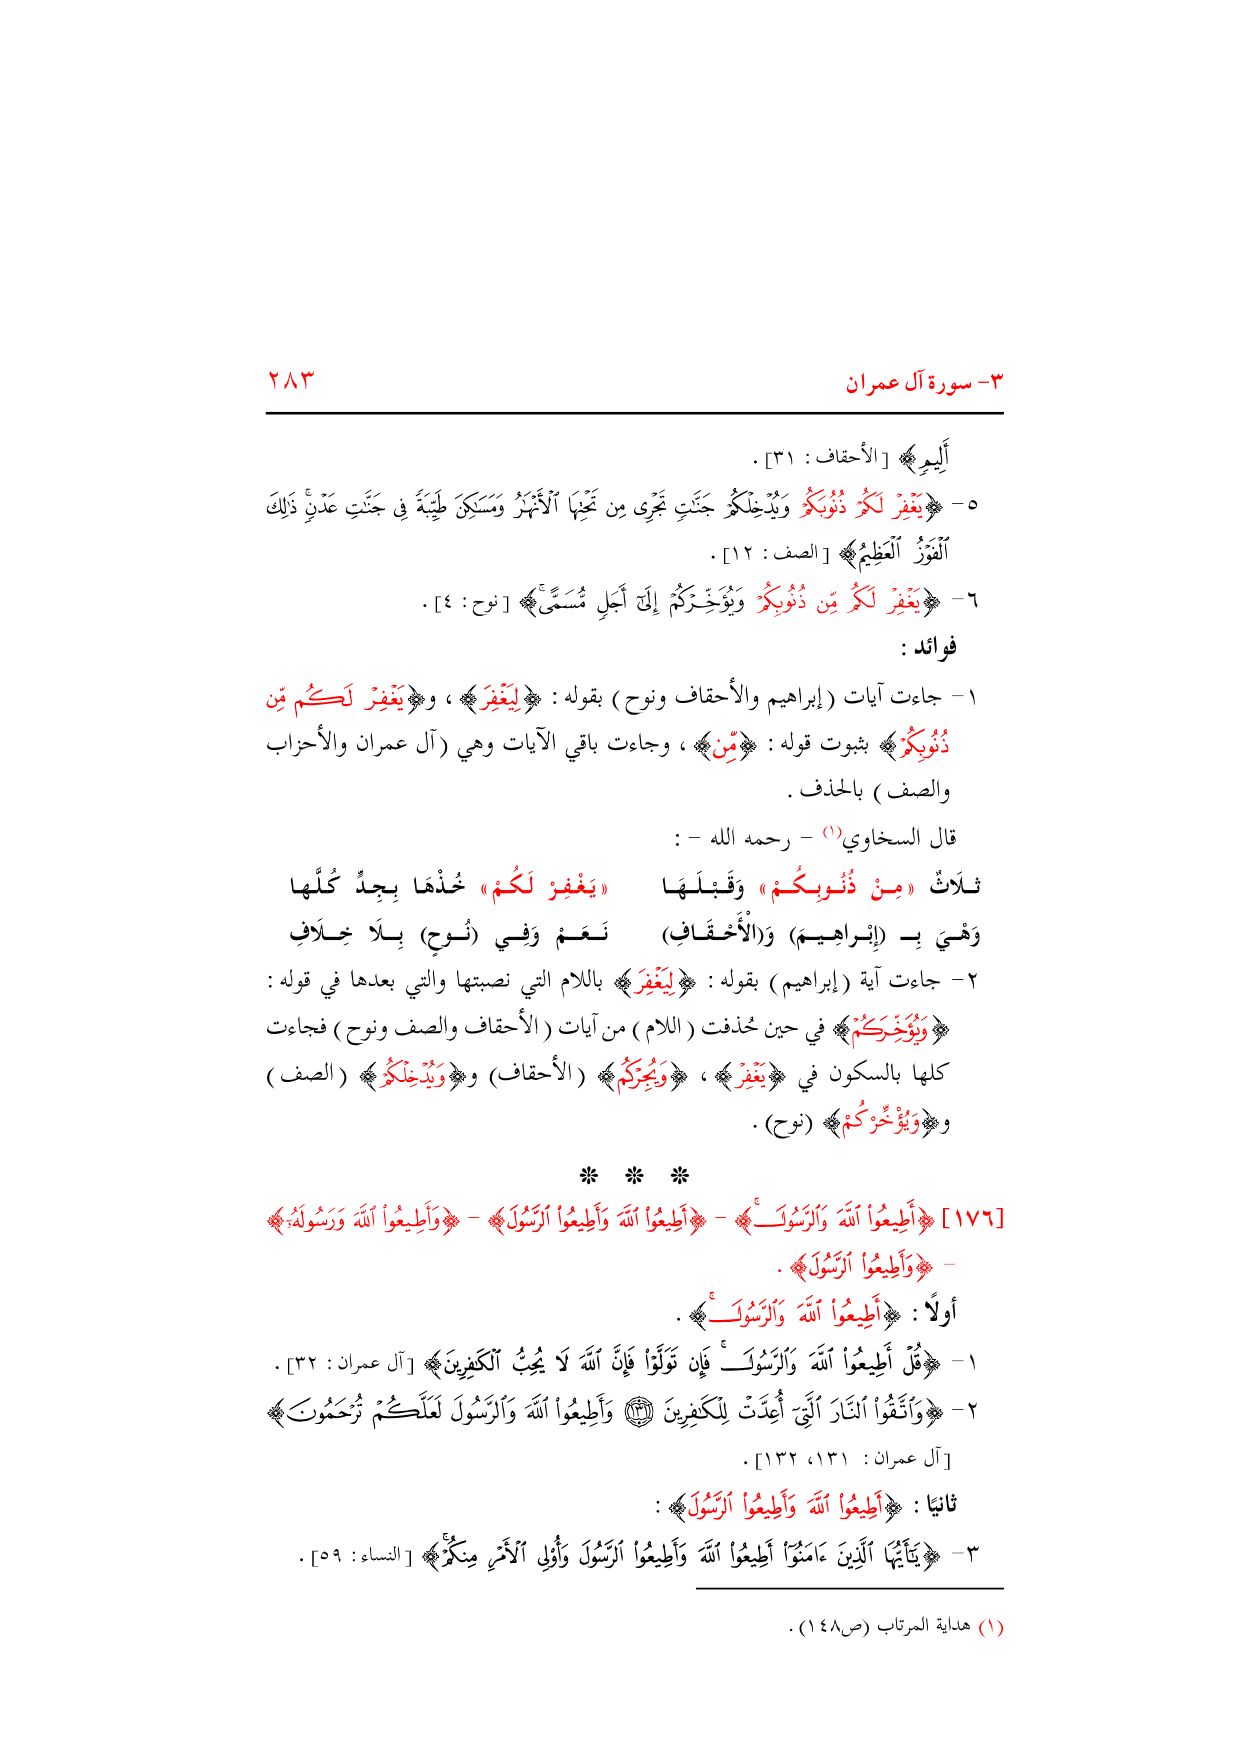 ٣- سورة آل عمران ٢٨٣
أَلِيمٍ﴾ [الأحقاف : ٣١] .
٥- ﴿يَغْفِرْ لَكُمْ ذُنُوبَكُمْ وَيُدْخِلْكُمْ جَنَّٰتٍ تَجْرِى مِن تَحْتِهَا ٱلْأَنْهَٰرُ وَمَسَٰكِنَ طَيِّبَةً فِى جَنَّٰتِ عَدْنٍۚ ذَٰلِكَ
ٱلْفَوْزُ ٱلْعَظِيمُ﴾ [الصف : ١٢] .
٦- ﴿يَغْفِرْ لَكُم مِّن ذُنُوبِكُمْ وَيُؤَخِّرْكُمْ إِلَىٰٓ أَجَلٍ مُّسَمًّىۚ﴾ [نوح : ٤] .
فوائد :
١- جاءت آيات (إبراهيم والأحقاف ونوح) بقوله : ﴿لِيَغْفِرَ﴾ ، و﴿يَغْفِرْ لَكُم مِّن
ذُنُوبِكُمْ﴾ بثبوت قوله : ﴿مِّن﴾ ، وجاءت باقي الآيات وهي (آل عمران والأحزاب
والصف) بالحذف .
قال السخاوي(١) – رحمه الله – :
ثَلَاثٌ «مِنْ ذُنُوبِكُمْ» وَقَبْلَهَا «يَغْفِرْ لَكُمْ» خُذْهَا بِجِدٍّ كُلَّهَا
وَهْيَ بِـ (إِبْرَاهِيمَ) وَ(الْأَحْقَافِ) نَعَمْ وَفِي (نُوحٍ) بِلَا خِلَافِ
٢- جاءت آية (إبراهيم) بقوله : ﴿لِيَغْفِرَ﴾ باللام التي نصبتها والتي بعدها في قوله :
﴿وَيُؤَخِّرَكُمْ﴾ في حين حُذفت (اللام) من آيات (الأحقاف والصف ونوح) فجاءت
كلها بالسكون في ﴿يَغْفِرْ﴾ ، ﴿وَيُجِرْكُم﴾ (الأحقاف) و﴿وَيُدْخِلْكُمْ﴾ (الصف)
و﴿وَيُؤَخِّرْكُمْ﴾ (نوح) .
❊ ❊ ❊
[١٧٦] ﴿أَطِيعُوا۟ ٱللَّهَ وَٱلرَّسُولَۖ﴾ – ﴿أَطِيعُوا۟ ٱللَّهَ وَأَطِيعُوا۟ ٱلرَّسُولَ﴾ – ﴿وَأَطِيعُوا۟ ٱللَّهَ وَرَسُولَهُۥٓ﴾
– ﴿وَأَطِيعُوا۟ ٱلرَّسُولَ﴾ .
أولًا : ﴿أَطِيعُوا۟ ٱللَّهَ وَٱلرَّسُولَۖ﴾ .
١- ﴿قُلْ أَطِيعُوا۟ ٱللَّهَ وَٱلرَّسُولَۖ فَإِن تَوَلَّوْا۟ فَإِنَّ ٱللَّهَ لَا يُحِبُّ ٱلْكَٰفِرِينَ﴾ [آل عمران : ٣٢] .
٢- ﴿وَٱتَّقُوا۟ ٱلنَّارَ ٱلَّتِىٓ أُعِدَّتْ لِلْكَٰفِرِينَ ١٣١ وَأَطِيعُوا۟ ٱللَّهَ وَٱلرَّسُولَ لَعَلَّكُمْ تُرْحَمُونَ﴾
[آل عمران : ١٣١، ١٣٢] .
ثانيًا : ﴿أَطِيعُوا۟ ٱللَّهَ وَأَطِيعُوا۟ ٱلرَّسُولَ﴾ :
٣- ﴿يَٰٓأَيُّهَا ٱلَّذِينَ ءَامَنُوٓا۟ أَطِيعُوا۟ ٱللَّهَ وَأَطِيعُوا۟ ٱلرَّسُولَ وَأُو۟لِى ٱلْأَمْرِ مِنكُمْۖ﴾ [النساء : ٥٩] .
(١) هداية المرتاب (ص١٤٨) .